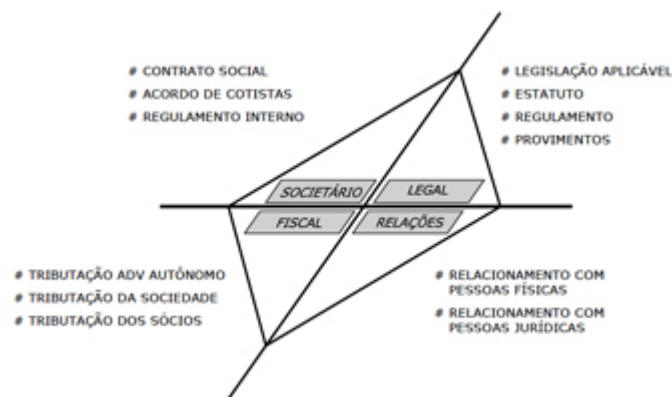 # CONTRATO SOCIAL
# ACORDO DE COTISTAS
# REGULAMENTO INTERNO
# LEGISLAÇÃO APLICÁVEL
# ESTATUTO
# REGULAMENTO
# PROVIMENTOS
SOCIETÁRIO
LEGAL
FISCAL
RELAÇÕES
# TRIBUTAÇÃO ADV AUTÔNOMO
# TRIBUTAÇÃO DA SOCIEDADE
# TRIBUTAÇÃO DOS SÓCIOS
# RELACIONAMENTO COM
PESSOAS FÍSICAS
# RELACIONAMENTO COM
PESSOAS JURÍDICAS